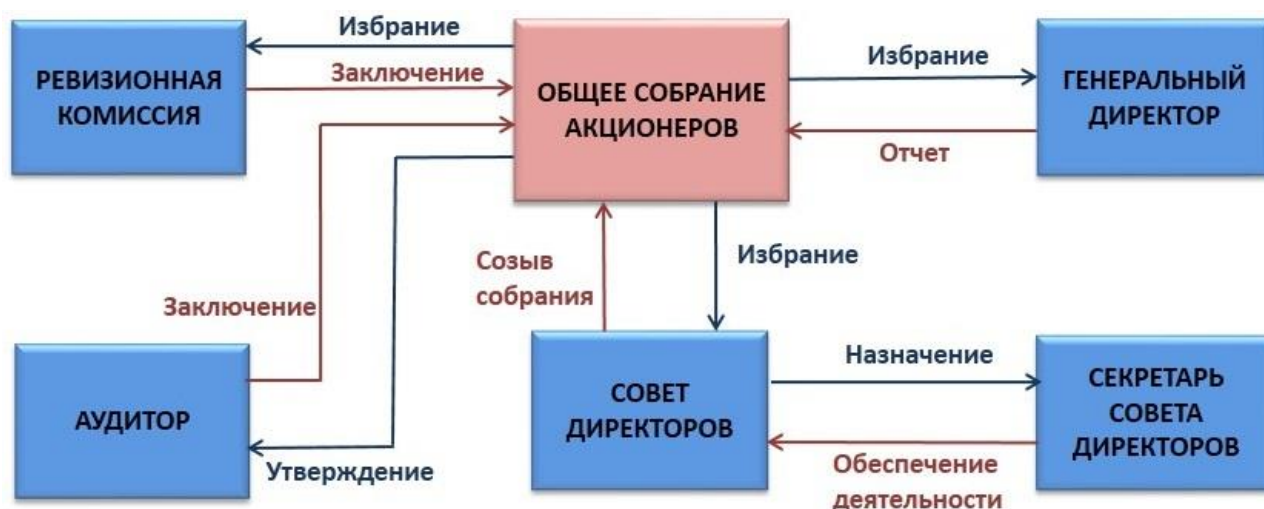 Избрание
РЕВИЗИОННАЯ
КОМИССИЯ
Заключение
ОБЩЕЕ СОБРАНИЕ
АКЦИОНЕРОВ
Избрание
ГЕНЕРАЛЬНЫЙ
ДИРЕКТОР
Отчет
Созыв
собрания
Избрание
Заключение
АУДИТОР
Утверждение
СОВЕТ
ДИРЕКТОРОВ
Назначение
СЕКРЕТАРЬ
СОВЕТА
ДИРЕКТОРОВ
Обеспечение
деятельности